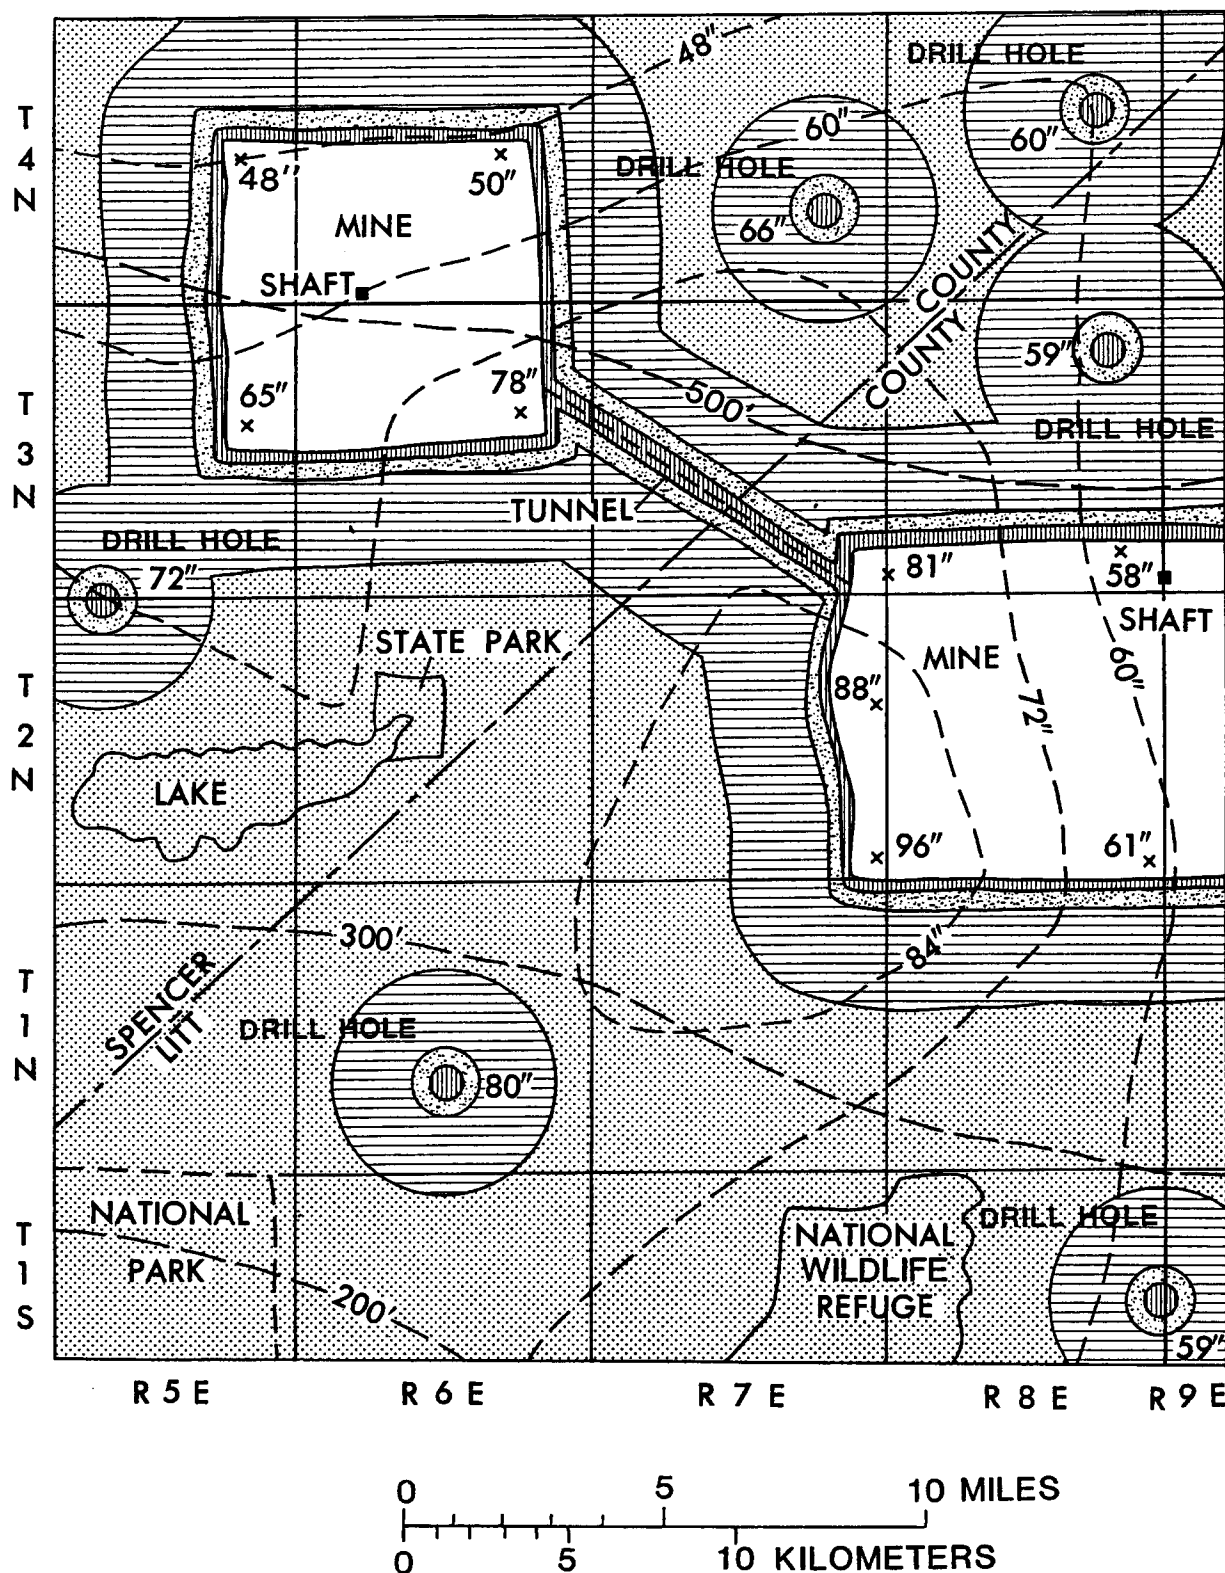 48"
DRILL HOLE
T
4
N
60"
60"
DRILL HOLE
48''
50"
MINE
66"
COUNTY
COUNTY
SHAFT
59"
T
3
N
65"
78"
500'
DRILL HOLE
TUNNEL
DRILL HOLE
72"
81"
58"
SHAFT
STATE PARK
MINE
60"
T
2
N
88"
72"
LAKE
96"
61"
300'
84"
SPENCER
LITT
T
1
N
DRILL HOLE
80"
NATIONAL
PARK
T
1
S
200'
NATIONAL
WILDLIFE
REFUGE
DRILL HOLE
59"
R 5 E
R 6 E
R 7 E
R 8 E
R 9 E
0 5 10 MILES
0 5 10 KILOMETERS